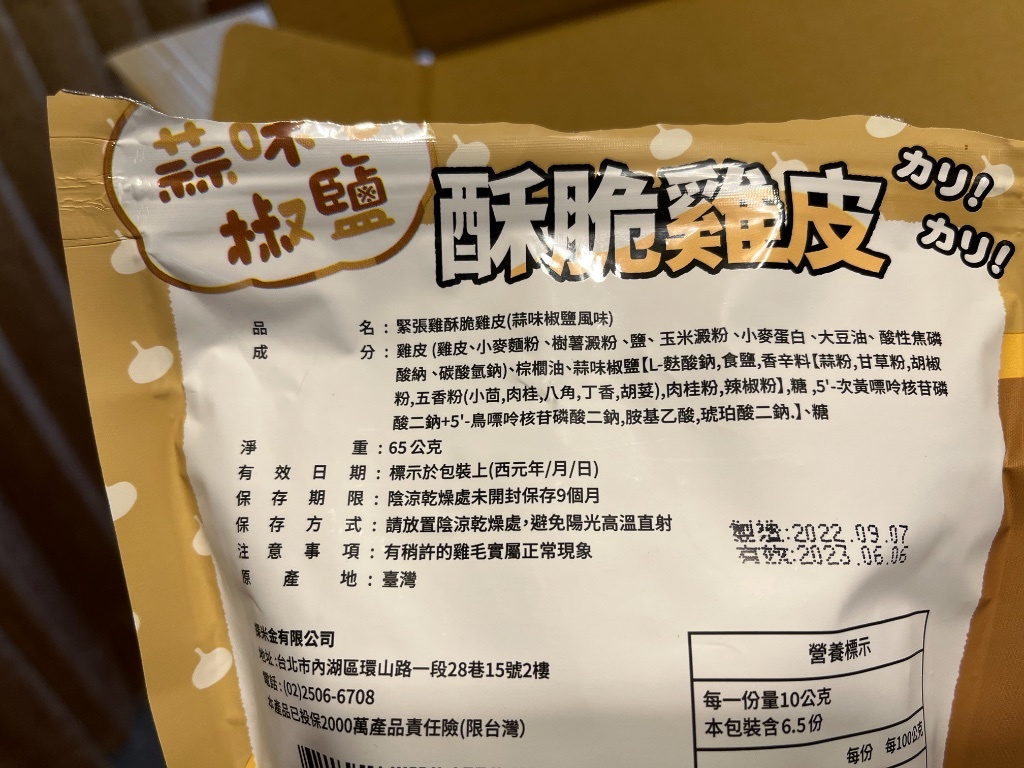 蒜味
椒鹽
酥脆雞皮
カリ!
カリ!
品名:緊張雞酥脆雞皮(蒜味椒鹽風味)
成分:雞皮(雞皮、小麥麵粉、樹薯澱粉、鹽、玉米澱粉、小麥蛋白、大豆油、酸性焦磷
酸納、碳酸氫鈉)、棕櫚油、蒜味椒鹽【L-麩酸鈉,食鹽,香辛料【蒜粉,甘草粉,胡椒
粉,五香粉(小茴,肉桂,八角,丁香,胡荽),肉桂粉,辣椒粉】,糖,5'-次黃嘌呤核苷磷
酸二鈉+5'-鳥嘌呤核苷磷酸二鈉,胺基乙酸,琥珀酸二鈉.】、糖
淨重:65公克
有效日期:標示於包裝上(西元年/月/日)
保存期限:陰涼乾燥處未開封保存9個月
保存方式:請放置陰涼乾燥處,避免陽光高溫直射
注意事項:有稍許的雞毛實屬正常現象
原產地:臺灣
製造:2022.09.07
有效:2023.06.06
米金有限公司
地址:台北市內湖區環山路一段28巷15號2樓
電話:(02)2506-6708
本產品已投保2000萬產品責任險(限台灣)
營養標示
每一份量10公克
本包裝含6.5份
每份 每100公克